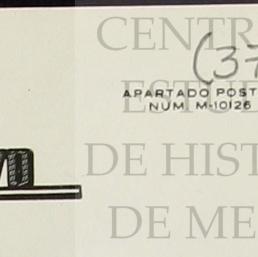 CENTR
(37
ESTU
APARTADO POST
NUM M-10126
DE HIST
DE ME